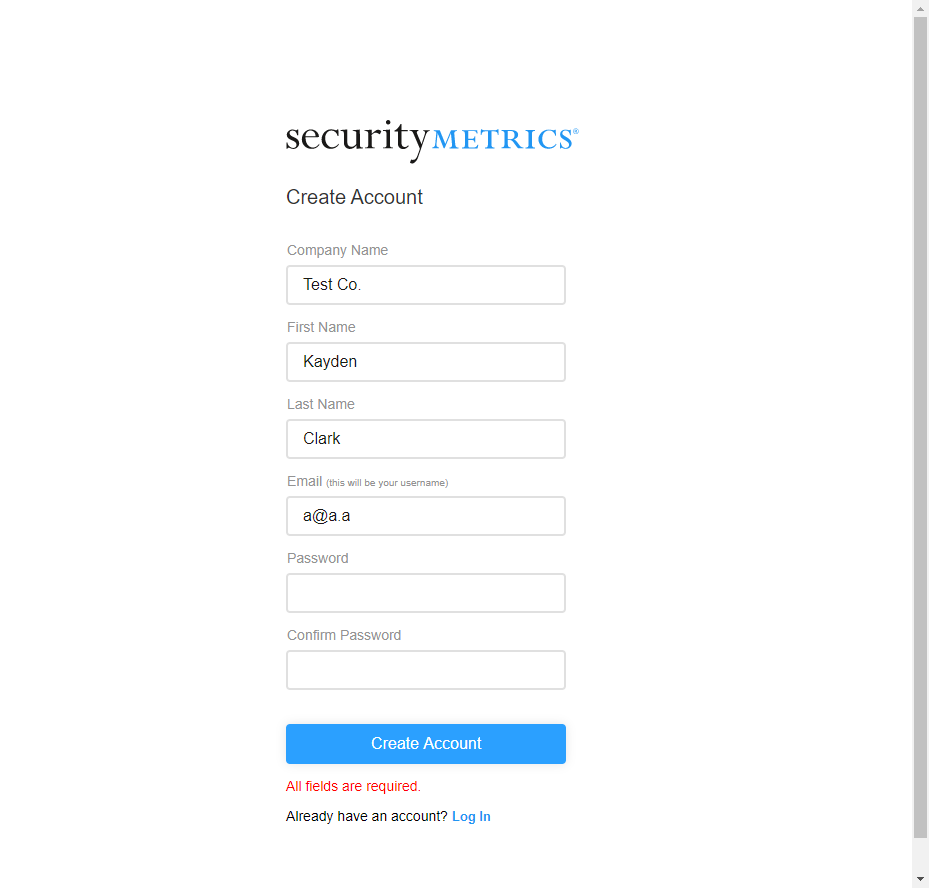 securityMETRICS®
Create Account
Company Name
Test Co.
First Name
Kayden
Last Name
Clark
Email (this will be your username)
a@a.a
Password
Confirm Password
Create Account
All fields are required.
Already have an account? Log In